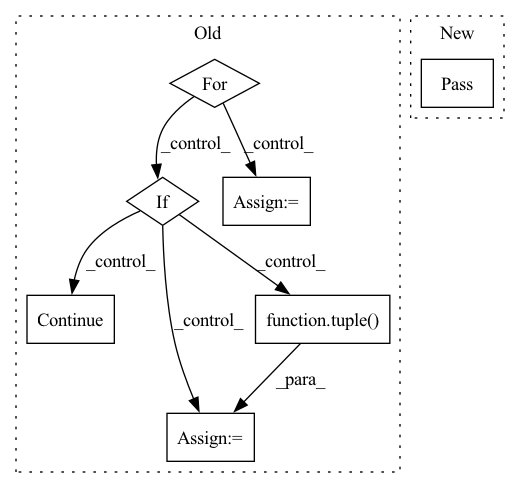 Old
New
For
Pass
_control_
_control_
If
Assign:=
_control_
_control_
_control_
Continue
function.tuple()
_para_
Assign:=